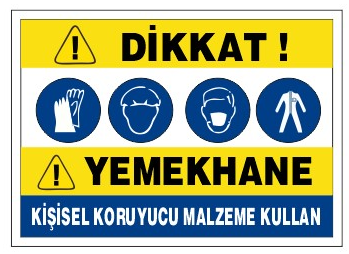 DİKKAT !
YEMEKHANE
KİŞİSEL KORUYUCU MALZEME KULLAN